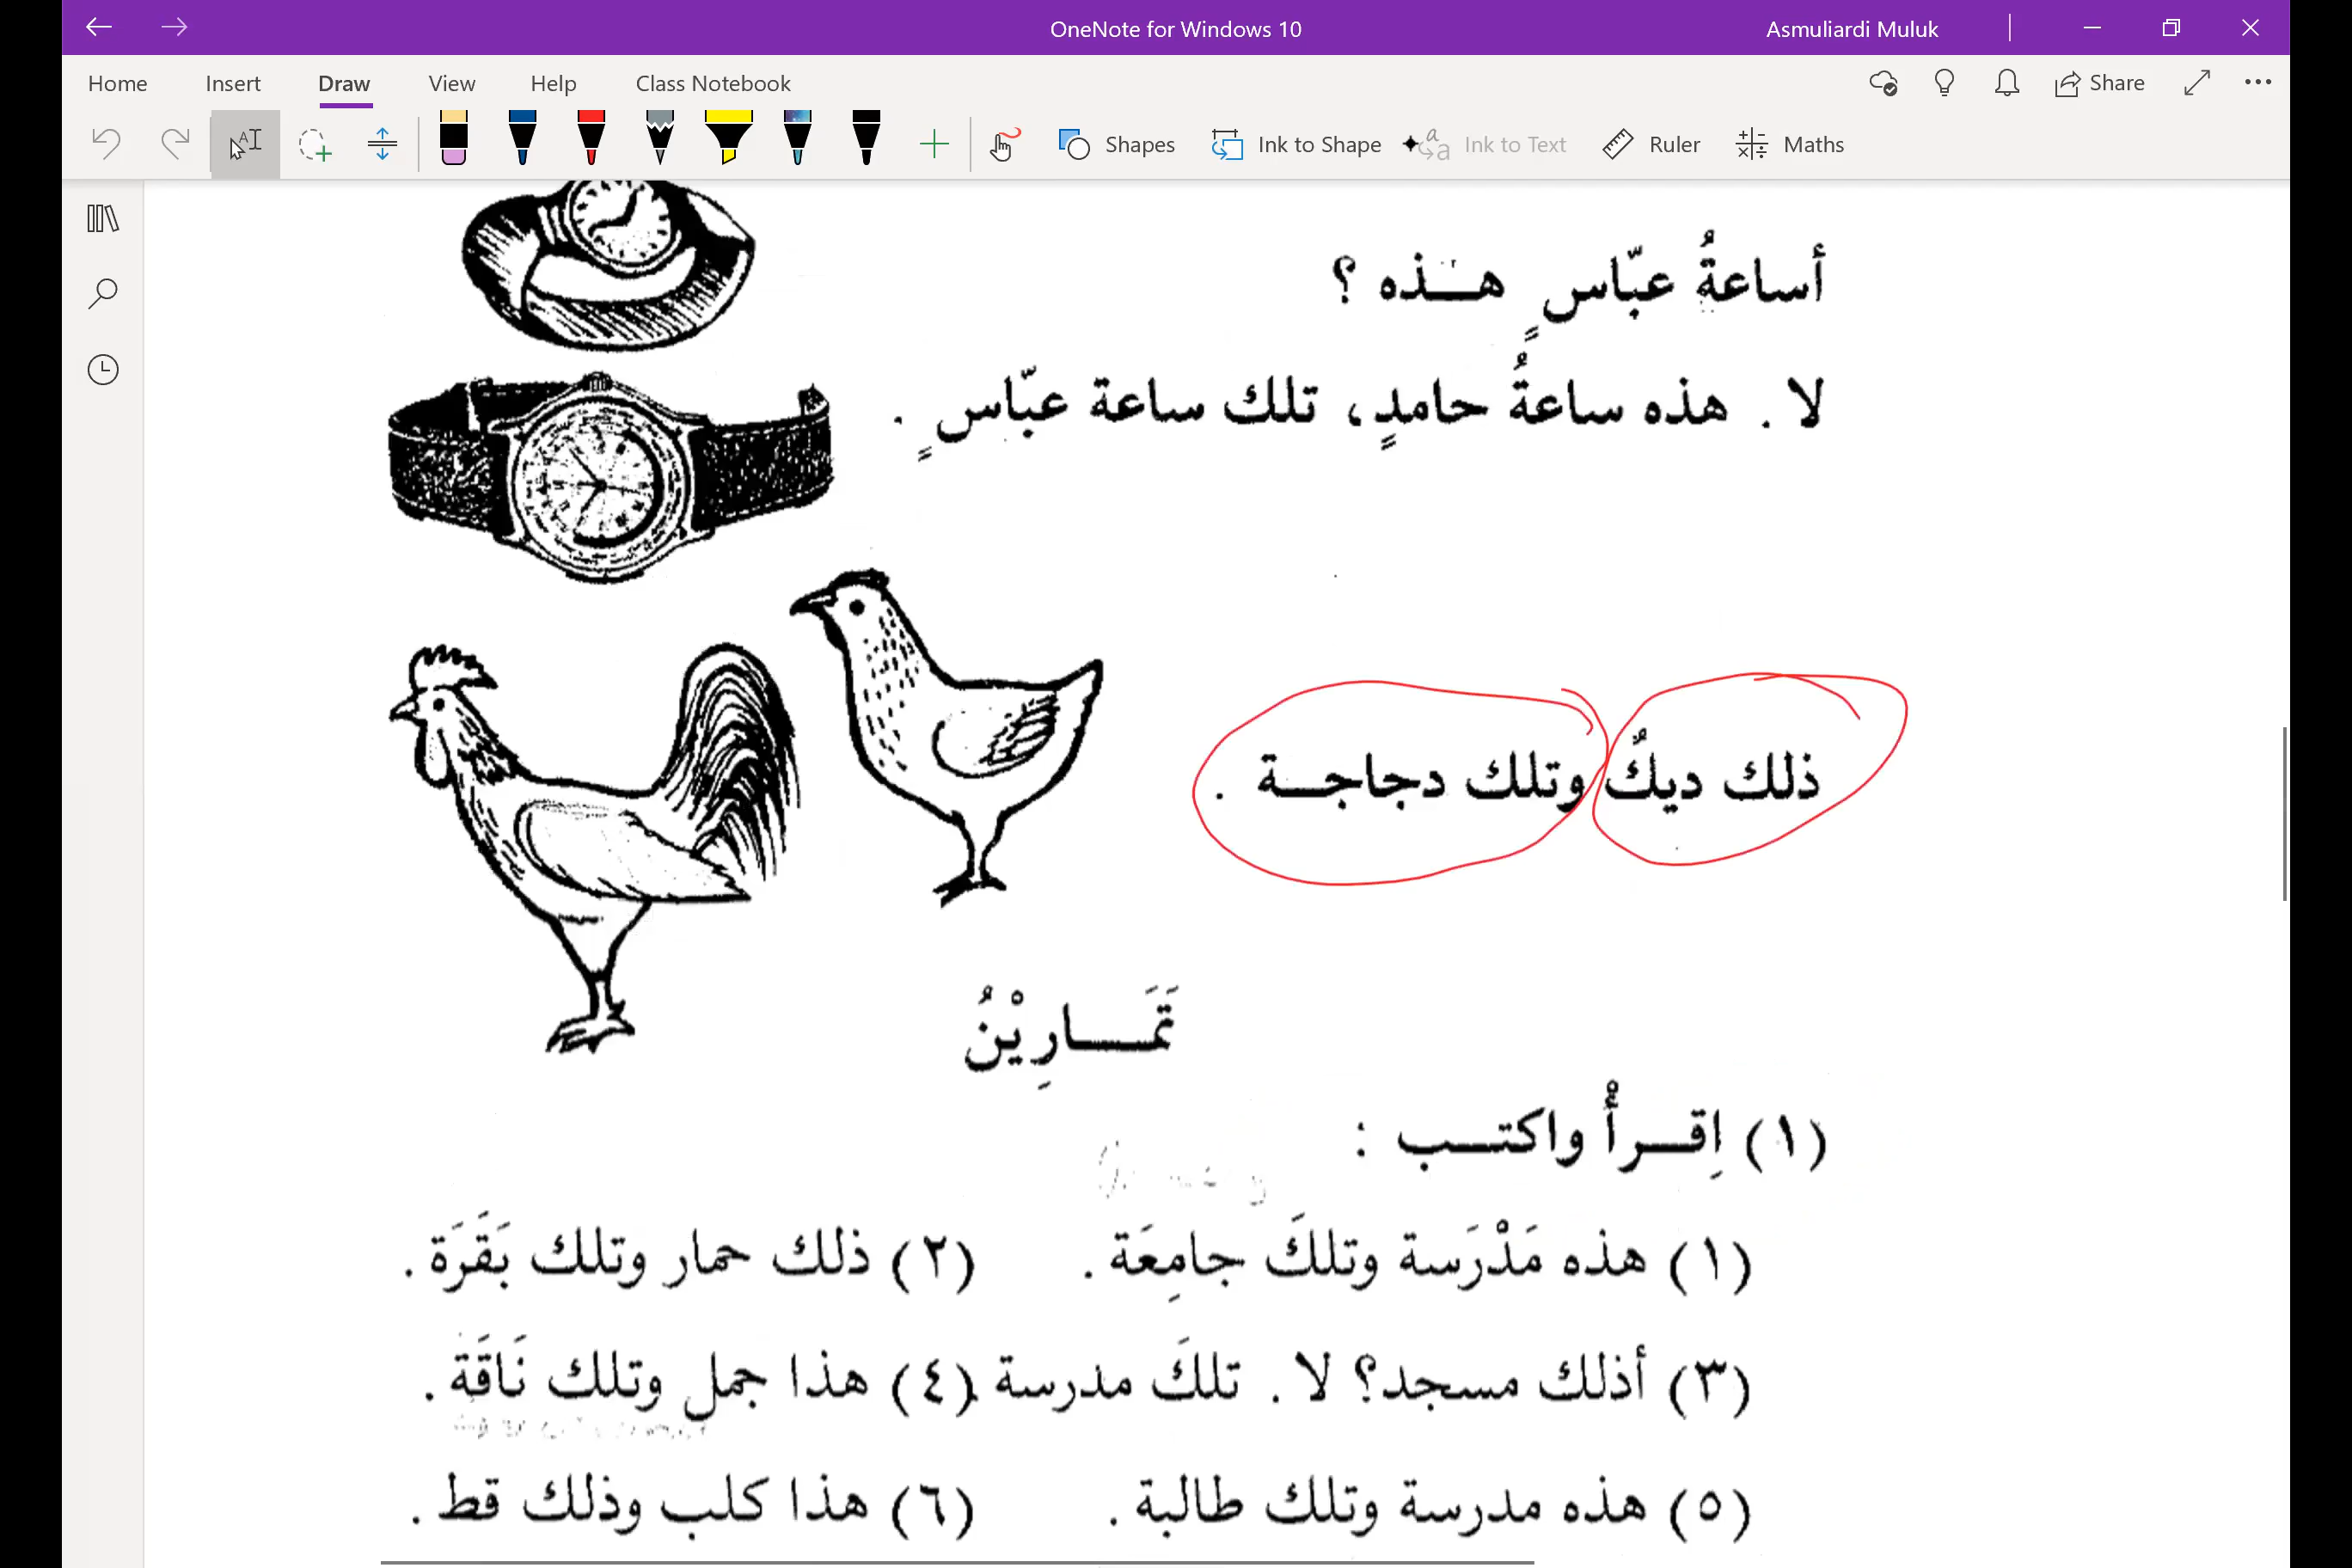 OneNote for Windows 10
Asmuliardi Muluk
Home Insert Draw View Help Class Notebook Share
Shapes Ink to Shape Ink to Text Ruler Maths
أساعةُ عبّاسٍ هــذه ؟
لا . هذه ساعةُ حامدٍ، تلك ساعة عبّاسٍ .
ذلك ديكٌ وتلك دجاجــة .
تَمَـــارِيْنُ
(١) اِقــرأْ واكتــب :
(١) هذه مَدْرَسة وتلكَ جامِعَة . (٢) ذلك حمار وتلك بَقَرَة .
(٣) أذلك مسجد؟ لا . تلكَ مدرسة . (٤) هذا جمل وتلك نَاقَة .
(٥) هذه مدرسة وتلك طالبة . (٦) هذا كلب وذلك قط .